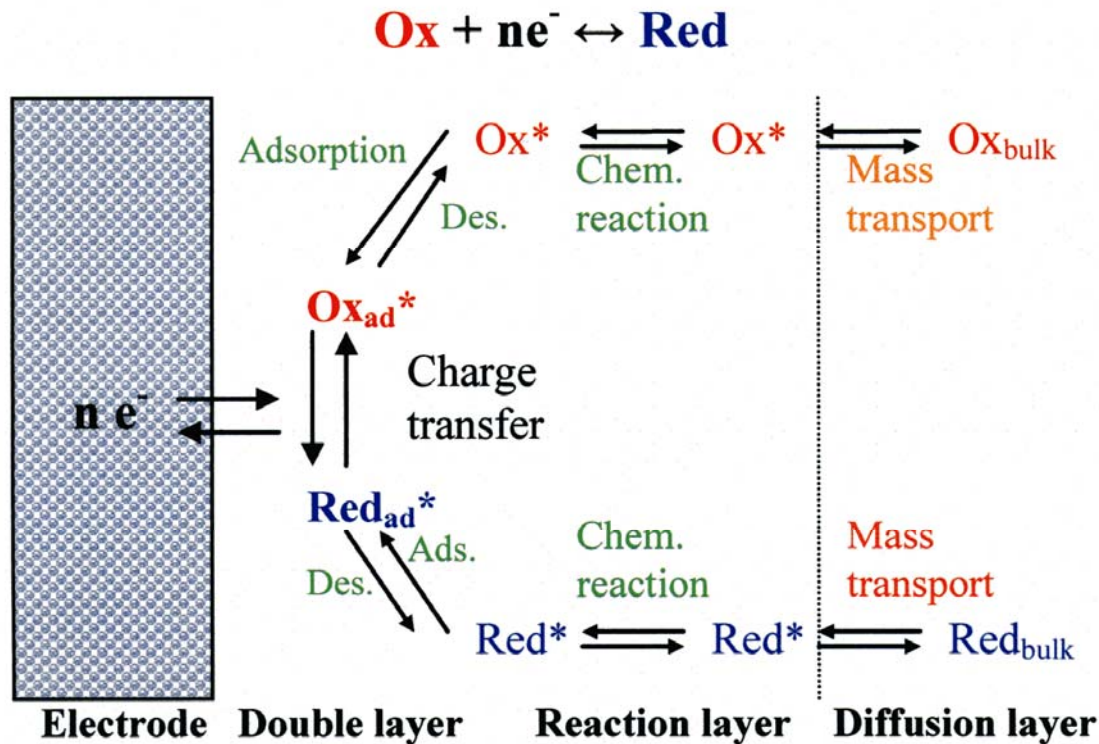 Ox + ne⁻ ↔ Red
Adsorption
Ox*
Ox*
Ox_bulk
Des.
Chem.
reaction
Mass
transport
Ox_ad*
n e⁻
Charge
transfer
Red_ad*
Ads.
Des.
Chem.
reaction
Mass
transport
Red*
Red*
Red_bulk
Electrode
Double layer
Reaction layer
Diffusion layer